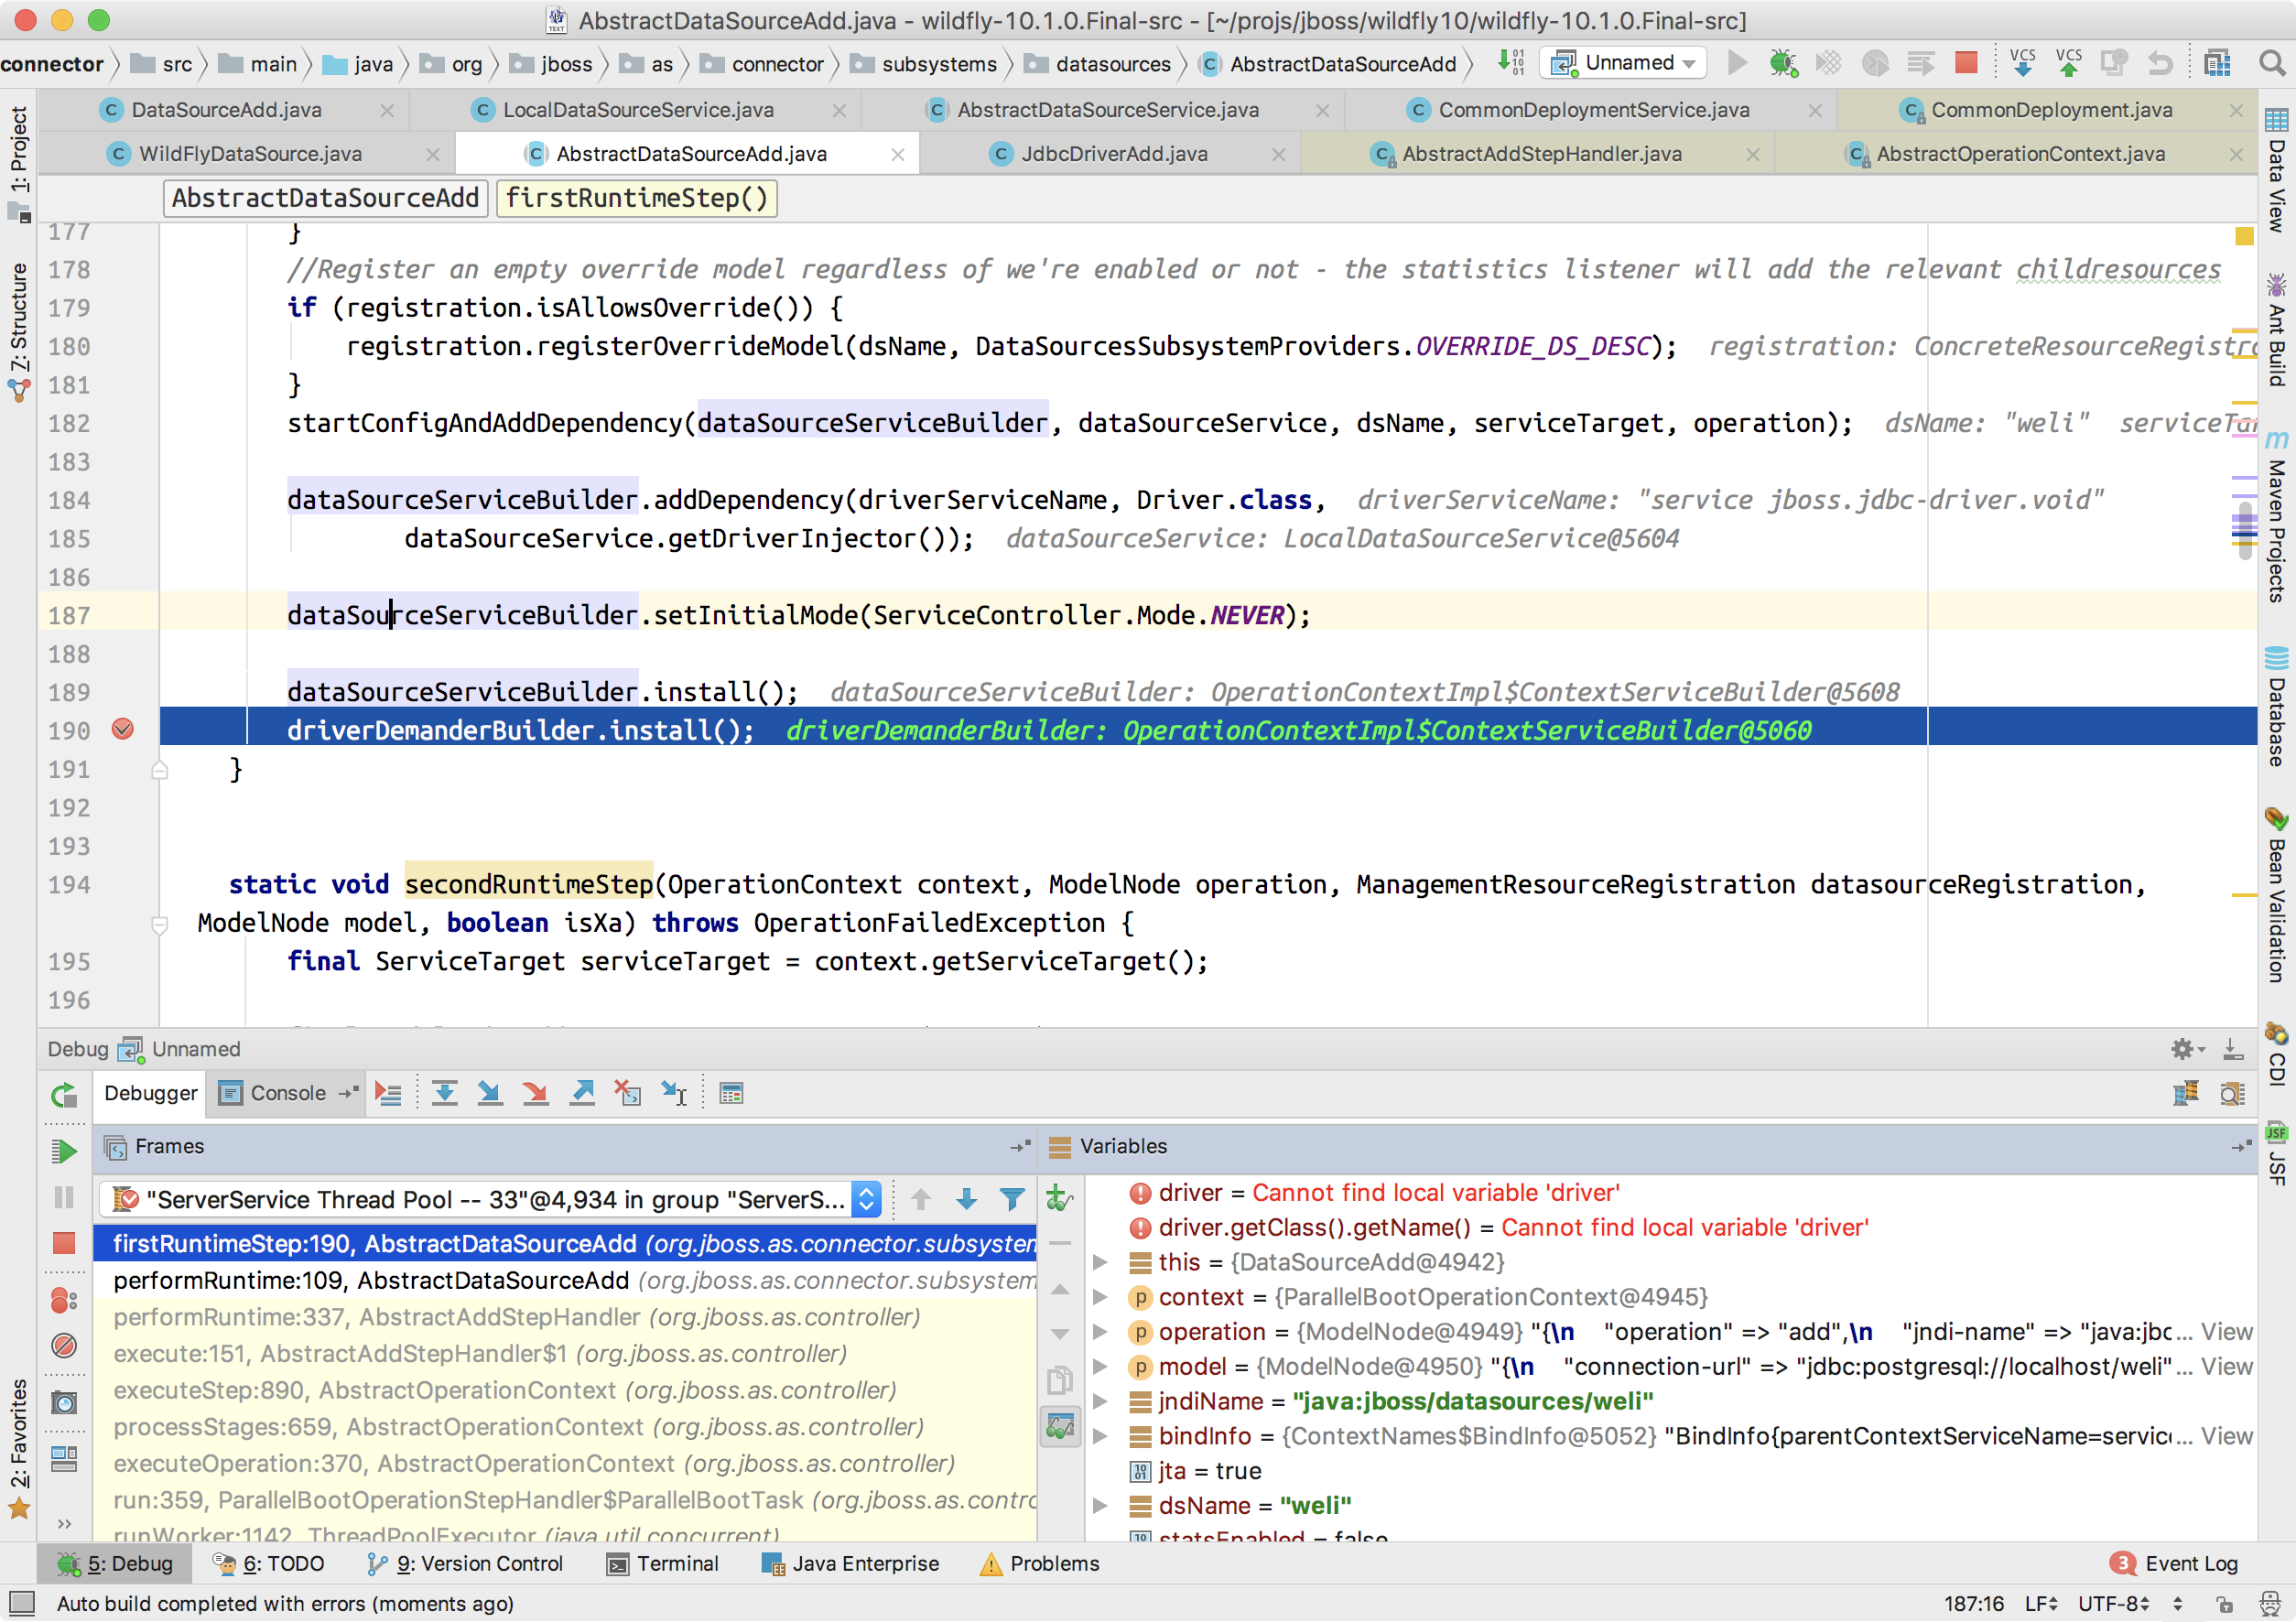 AbstractDataSourceAdd.java - wildfly-10.1.0.Final-src - [~/projs/jboss/wildfly10/wildfly-10.1.0.Final-src]
connector src main java org jboss as connector subsystems datasources AbstractDataSourceAdd Unnamed VCS VCS
DataSourceAdd.java LocalDataSourceService.java AbstractDataSourceService.java CommonDeploymentService.java CommonDeployment.java
WildFlyDataSource.java AbstractDataSourceAdd.java JdbcDriverAdd.java AbstractAddStepHandler.java AbstractOperationContext.java
AbstractDataSourceAdd firstRuntimeStep()
1: Project
Z: Structure
2: Favorites
177 }
178 //Register an empty override model regardless of we're enabled or not - the statistics listener will add the relevant childresources
179 if (registration.isAllowsOverride()) {
180 registration.registerOverrideModel(dsName, DataSourcesSubsystemProviders.OVERRIDE_DS_DESC); registration: ConcreteResourceRegistra
181 }
182 startConfigAndAddDependency(dataSourceServiceBuilder, dataSourceService, dsName, serviceTarget, operation); dsName: "weli" serviceTar
183
184 dataSourceServiceBuilder.addDependency(driverServiceName, Driver.class, driverServiceName: "service jboss.jdbc-driver.void"
185 dataSourceService.getDriverInjector()); dataSourceService: LocalDataSourceService@5604
186
187 dataSourceServiceBuilder.setInitialMode(ServiceController.Mode.NEVER);
188
189 dataSourceServiceBuilder.install(); dataSourceServiceBuilder: OperationContextImpl$ContextServiceBuilder@5608
190 driverDemanderBuilder.install(); driverDemanderBuilder: OperationContextImpl$ContextServiceBuilder@5060
191 }
192
193
194 static void secondRuntimeStep(OperationContext context, ModelNode operation, ManagementResourceRegistration datasourceRegistration,
ModelNode model, boolean isXa) throws OperationFailedException {
195 final ServiceTarget serviceTarget = context.getServiceTarget();
196
Data View
Ant Build
Maven Projects
Database
Bean Validation
CDI
JSF
Debug Unnamed
Debugger Console
Frames
"ServerService Thread Pool -- 33"@4,934 in group "ServerS...
firstRuntimeStep:190, AbstractDataSourceAdd (org.jboss.as.connector.subsystem
performRuntime:109, AbstractDataSourceAdd (org.jboss.as.connector.subsystem
performRuntime:337, AbstractAddStepHandler (org.jboss.as.controller)
execute:151, AbstractAddStepHandler$1 (org.jboss.as.controller)
executeStep:890, AbstractOperationContext (org.jboss.as.controller)
processStages:659, AbstractOperationContext (org.jboss.as.controller)
executeOperation:370, AbstractOperationContext (org.jboss.as.controller)
run:359, ParallelBootOperationStepHandler$ParallelBootTask (org.jboss.as.contro
runWorker:1142, ThreadPoolExecutor (java.util.concurrent)
Variables
driver = Cannot find local variable 'driver'
driver.getClass().getName() = Cannot find local variable 'driver'
this = {DataSourceAdd@4942}
context = {ParallelBootOperationContext@4945}
operation = {ModelNode@4949} "{\n "operation" => "add",\n "jndi-name" => "java:jbc... View
model = {ModelNode@4950} "{\n "connection-url" => "jdbc:postgresql://localhost/weli"... View
jndiName = "java:jboss/datasources/weli"
bindInfo = {ContextNames$BindInfo@5052} "BindInfo{parentContextServiceName=servic... View
jta = true
dsName = "weli"
statsEnabled = false
5: Debug 6: TODO 9: Version Control Terminal Java Enterprise Problems 3 Event Log
Auto build completed with errors (moments ago) 187:16 LF UTF-8